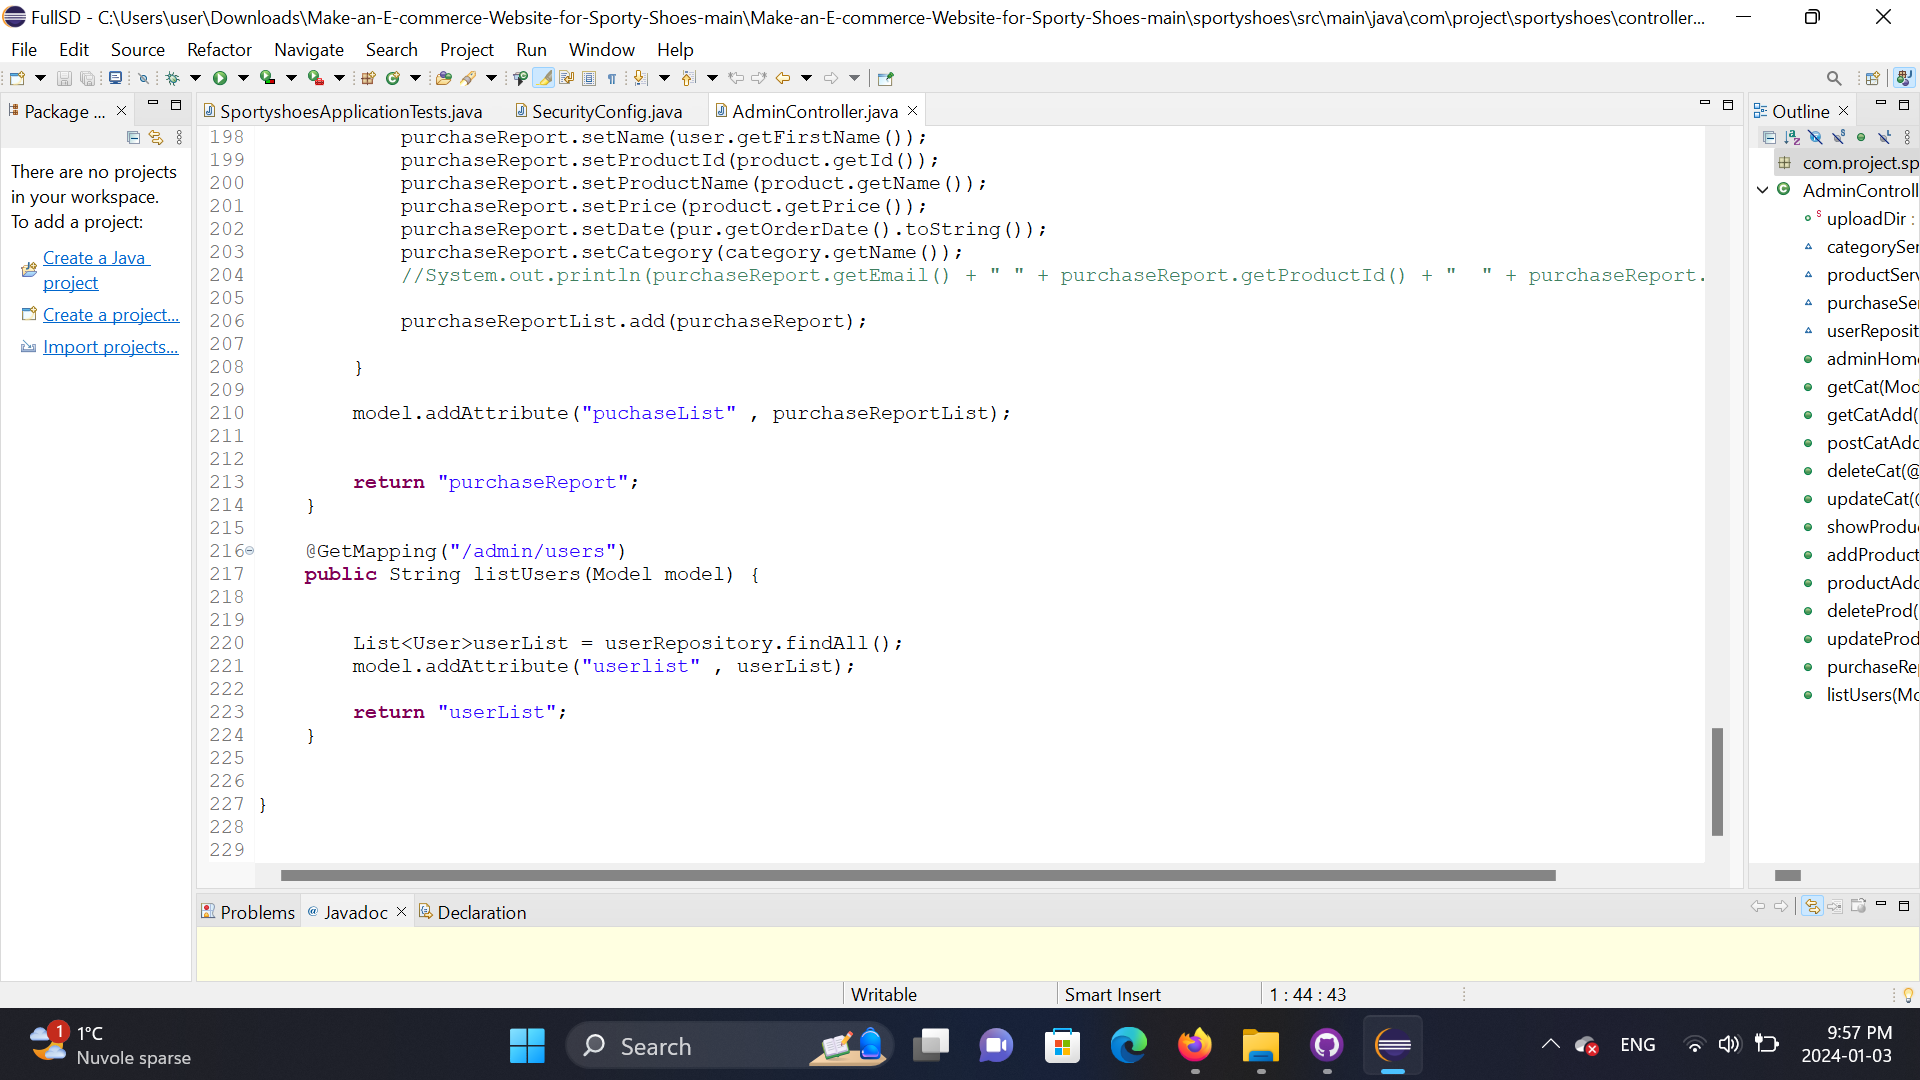 FullSD - C:\Users\user\Downloads\Make-an-E-commerce-Website-for-Sporty-Shoes-main\Make-an-E-commerce-Website-for-Sporty-Shoes-main\sportyshoes\src\main\java\com\project\sportyshoes\controller...
File Edit Source Refactor Navigate Search Project Run Window Help
Package ...
SportyshoesApplicationTests.java SecurityConfig.java AdminController.java
Outline
There are no projects
in your workspace.
To add a project:
Create a Java
project
Create a project...
Import projects...
198 purchaseReport.setName(user.getFirstName());
199 purchaseReport.setProductId(product.getId());
200 purchaseReport.setProductName(product.getName());
201 purchaseReport.setPrice(product.getPrice());
202 purchaseReport.setDate(pur.getOrderDate().toString());
203 purchaseReport.setCategory(category.getName());
204 //System.out.println(purchaseReport.getEmail() + " " + purchaseReport.getProductId() + "  " + purchaseReport.
205
206 purchaseReportList.add(purchaseReport);
207
208 }
209
210 model.addAttribute("puchaseList" , purchaseReportList);
211
212
213 return "purchaseReport";
214 }
215
216 @GetMapping("/admin/users")
217 public String listUsers(Model model) {
218
219
220 List<User>userList = userRepository.findAll();
221 model.addAttribute("userlist" , userList);
222
223 return "userList";
224 }
225
226
227 }
228
229
com.project.sp
AdminControll
uploadDir :
categorySer
productServ
purchaseSer
userReposit
adminHome
getCat(Mod
getCatAdd(
postCatAdd
deleteCat(@
updateCat(@
showProdu
addProduct
productAdd
deleteProd(
updateProd
purchaseRe
listUsers(Mo
Problems Javadoc Declaration
Writable Smart Insert 1 : 44 : 43
1
1°C
Nuvole sparse
Search
ENG
9:57 PM
2024-01-03